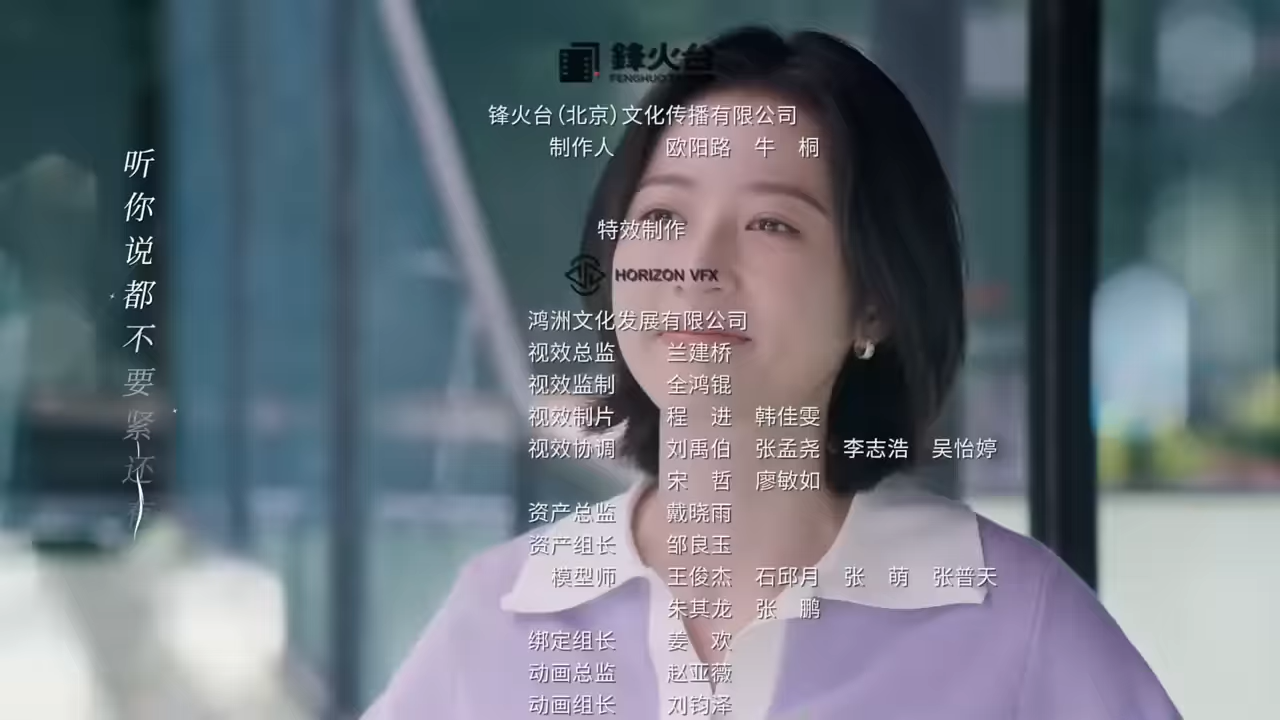 鋒火台
锋火台(北京)文化传播有限公司
制作人 欧阳路 牛 桐
特效制作
HORIZON VFX
鸿洲文化发展有限公司
视效总监 兰建桥
视效监制 全鸿锟
视效制片 程 进 韩佳雯
视效协调 刘禹伯 张孟尧 李志浩 吴怡婷
宋 哲 廖敏如
资产总监 戴晓雨
资产组长 邹良玉
模型师 王俊杰 石邱月 张 萌 张普天
朱其龙 张 鹏
绑定组长 姜 欢
动画总监 赵亚薇
动画组长 刘钧泽
听你说都不要紧还